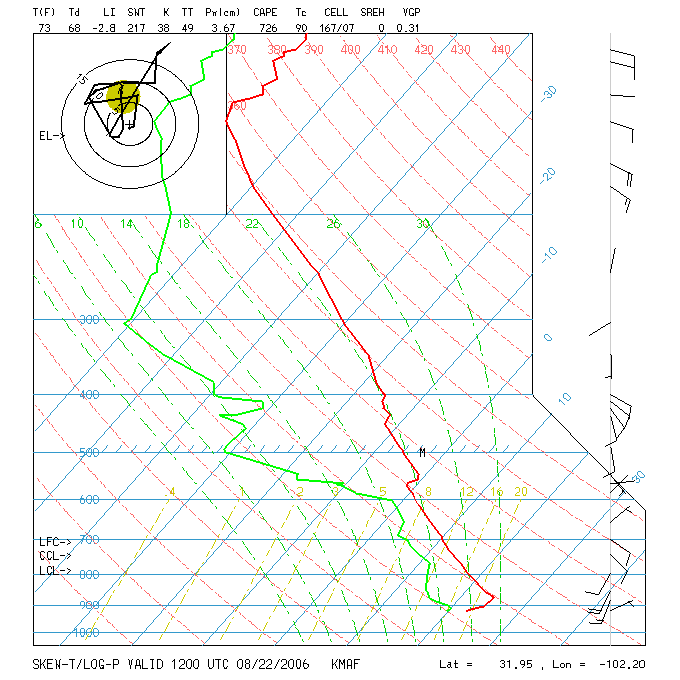 T(F) Td LI SWT K TT Pw(cm) CAPE Tc CELL SREH VGP
73 68 -2.8 217 38 49 3.67 726 90 167/07 0 0.31
370 380 390 400 410 420 430 440
15
10
EL->
-30
-20
6 10 14 18 22 26 30
-10
300
0
400
10
500
M
30
.4 1 2 3 5 8 12 16 20
600
LFC->
700
CCL->
LCL->
800
900
1000
SKEW-T/LOG-P VALID 1200 UTC 08/22/2006 KMAF
Lat = 31.95 , Lon = -102.20